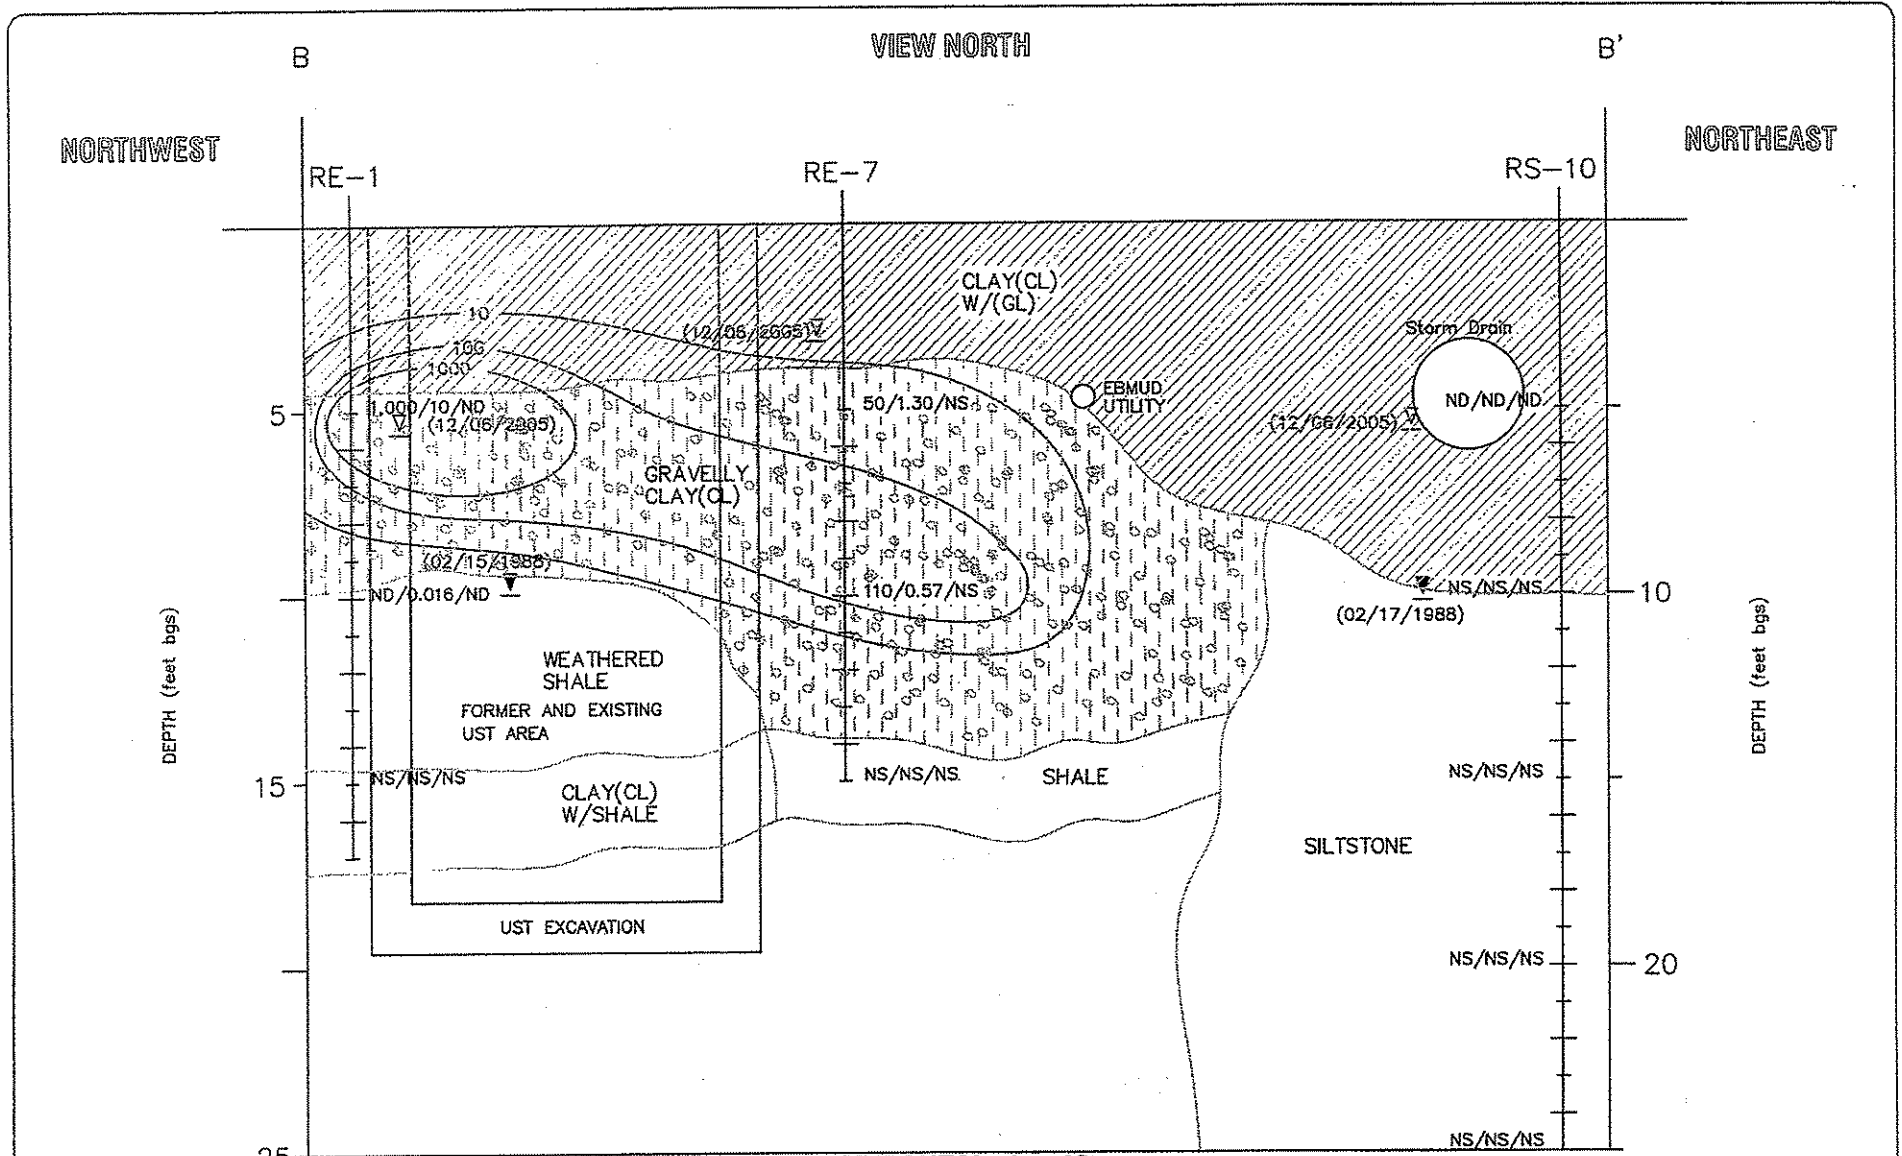 VIEW NORTH
B
B'
NORTHWEST
NORTHEAST
RE-1
RE-7
RS-10
CLAY(CL)
W/(GL)
10
(12/06/2005)
Storm Drain
100
1000
EBMUD
UTILITY
5
1,000/10/ND
(12/06/2005)
50/1.30/NS
ND/ND/ND
(12/06/2005)
GRAVELLY
CLAY(CL)
(02/15/1988)
ND/0.016/ND
110/0.57/NS
NS/NS/NS
10
(02/17/1988)
DEPTH (feet bgs)
DEPTH (feet bgs)
WEATHERED
SHALE
FORMER AND EXISTING
UST AREA
15
NS/NS/NS
NS/NS/NS
SHALE
NS/NS/NS
CLAY(CL)
W/SHALE
SILTSTONE
UST EXCAVATION
NS/NS/NS
20
NS/NS/NS
25